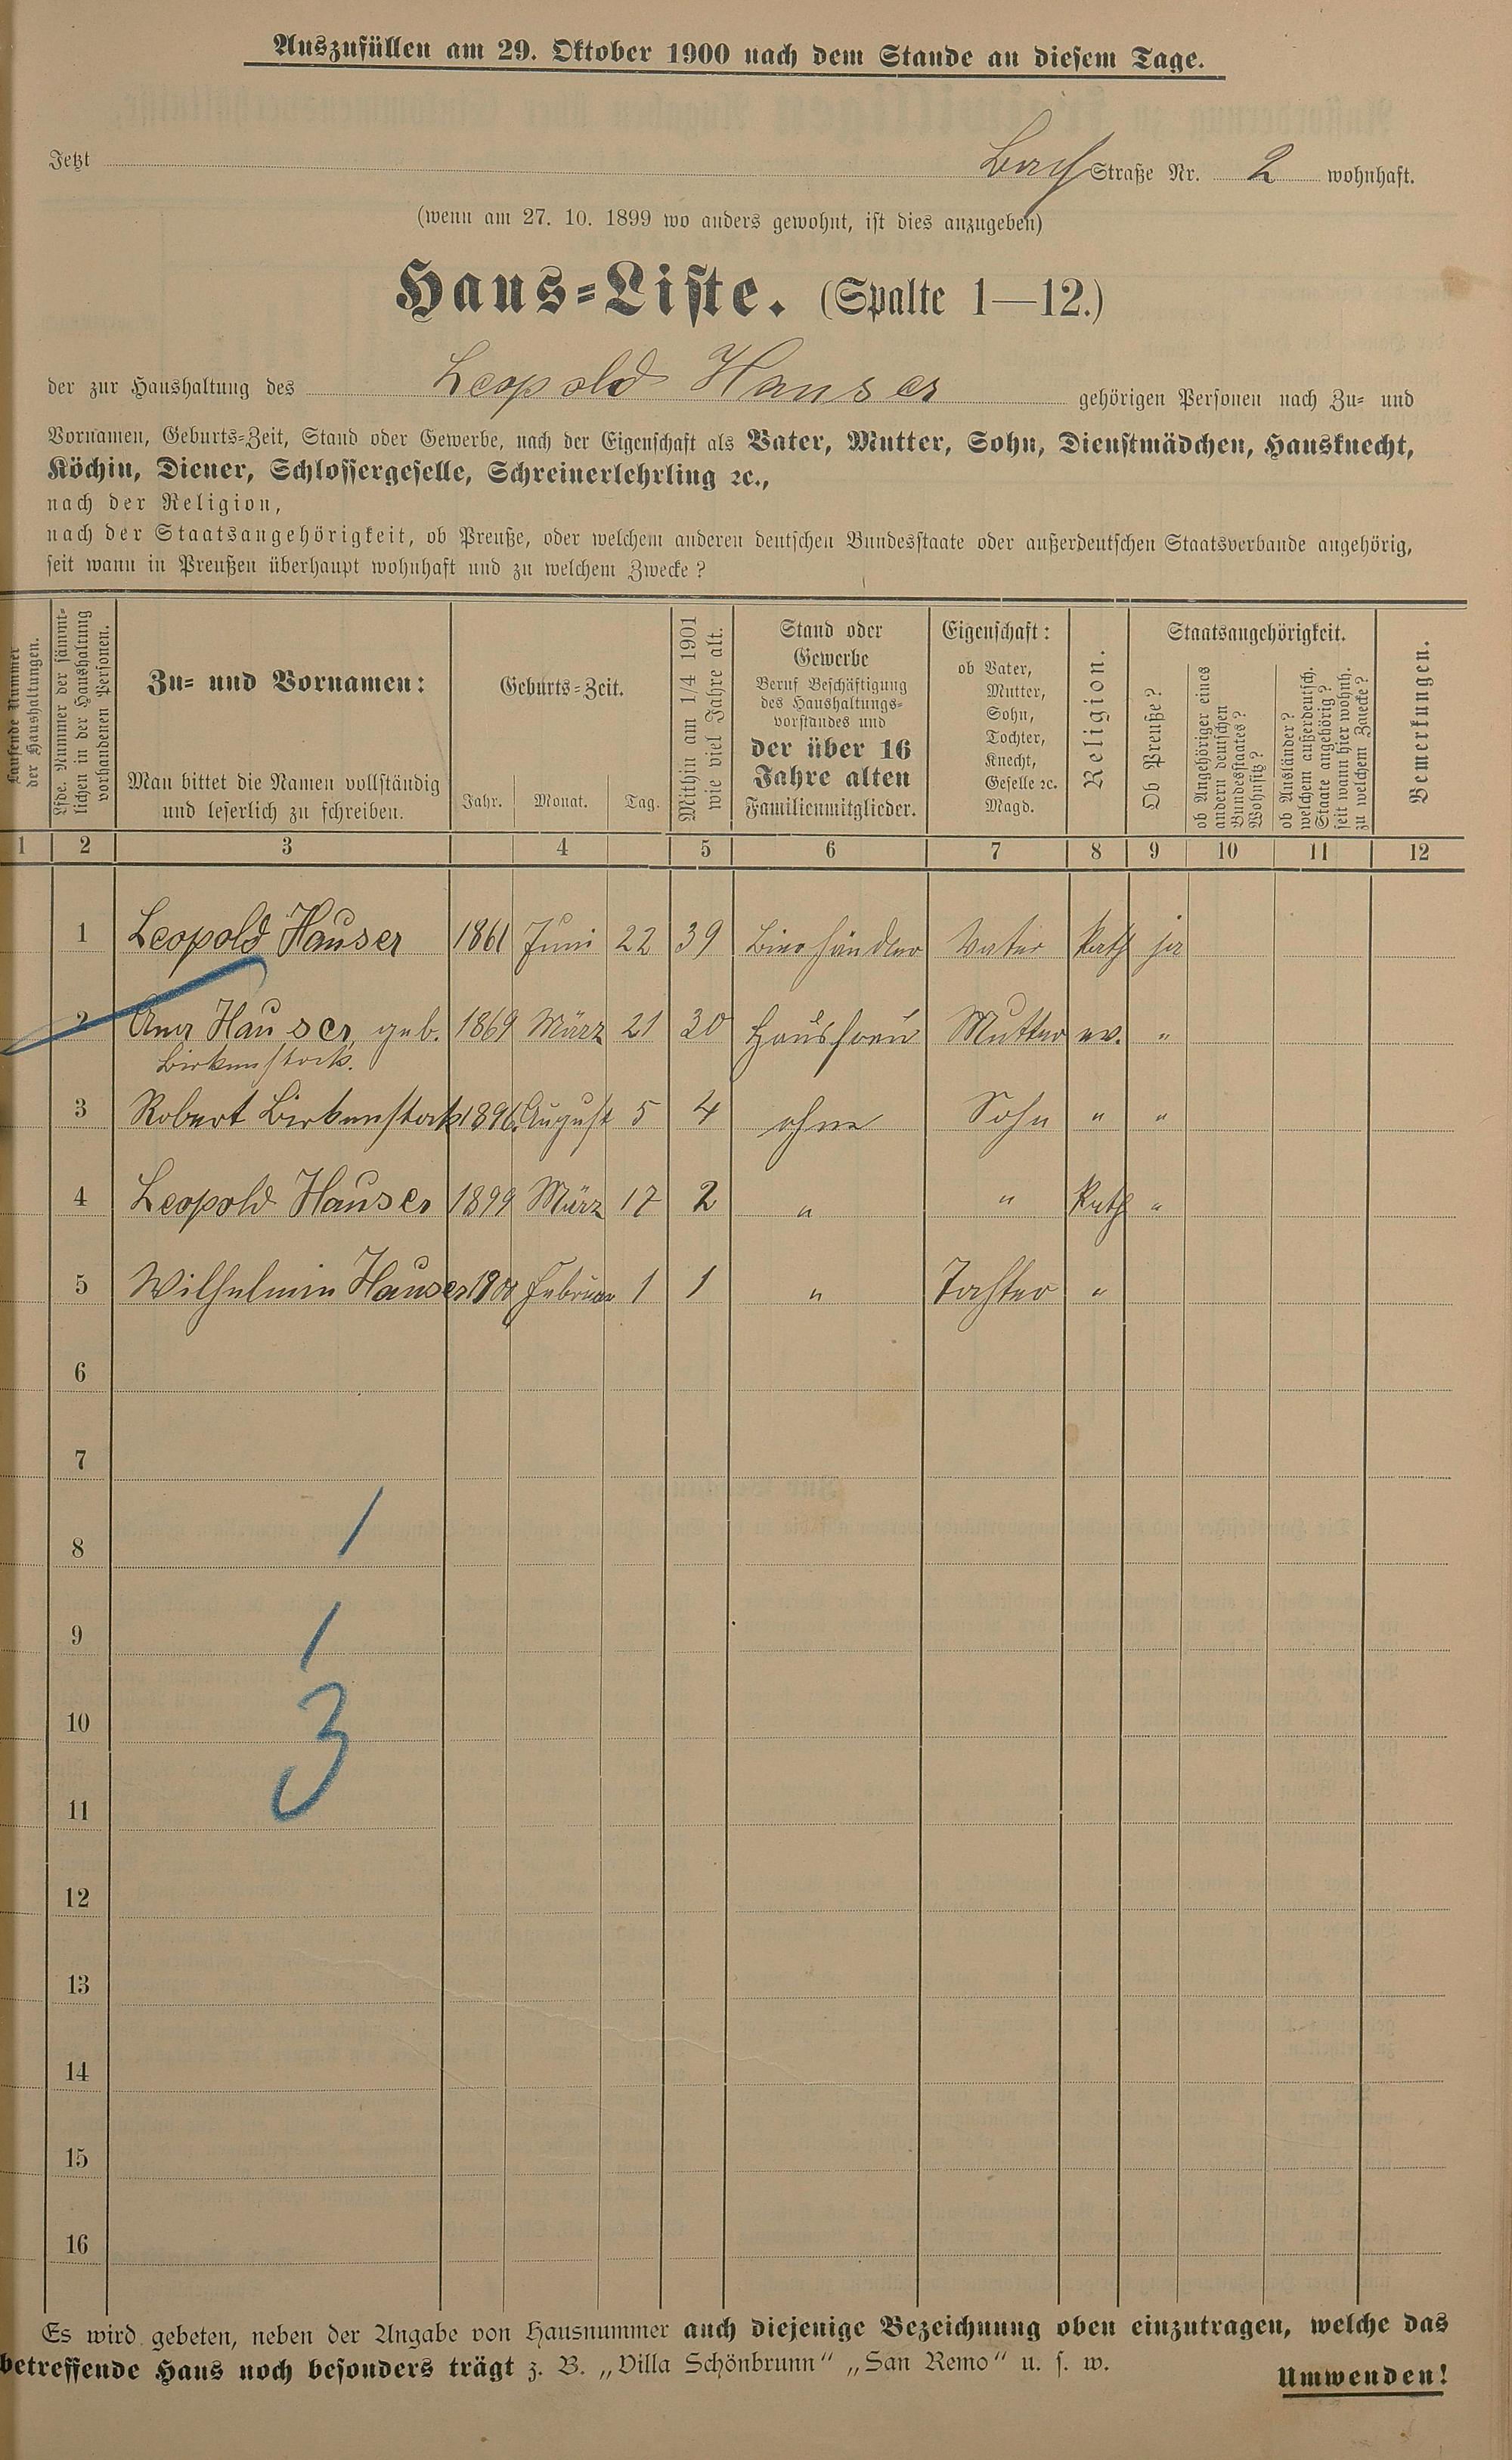 Auszufüllen am 29. Oktober 1900 nach dem Stande an diesem Tage.
Jetzt Bach Straße Nr. 2 wohnhaft.
(wenn am 27. 10. 1899 wo anders gewohnt, ist dies anzugeben)
Haus-Liste. (Spalte 1—12.)
der zur Haushaltung des Leopold Hauser gehörigen Personen nach Zu- und
Vornamen, Geburts-Zeit, Stand oder Gewerbe, nach der Eigenschaft als Vater, Mutter, Sohn, Dienstmädchen, Hausknecht,
Köchin, Diener, Schlossergeselle, Schreinerlehrling ꝛc.,
nach der Religion,
nach der Staatsangehörigkeit, ob Preuße, oder welchem anderen deutschen Bundesstaate oder außerdeutschen Staatsverbande angehörig,
seit wann in Preußen überhaupt wohnhaft und zu welchem Zwecke?
Laufende Nummer
der Haushaltungen.
Lfde. Nummer der sämmt-
lichen in der Haushaltung
vorhandenen Personen.
Zu- und Vornamen:
Man bittet die Namen vollständig
und leserlich zu schreiben.
Geburts-Zeit.
Jahr. Monat. Tag.
Mithin am 1/4 1901
wie viel Jahre alt.
Stand oder
Gewerbe
Beruf Beschäftigung
des Haushaltungs-
vorstandes und
der über 16
Jahre alten
Familienmitglieder.
Eigenschaft:
ob Vater,
Mutter,
Sohn,
Tochter,
Knecht,
Geselle ꝛc.
Magd.
Religion.
Staatsangehörigkeit.
Ob Preuße?
ob Angehöriger eines
andern deutschen
Bundesstaates?
Wohnsitz?
ob Ausländer?
welchem außerdeutsch.
Staate angehörig?
seit wann hier wohnh.
zu welchem Zwecke?
Bemerkungen.
1 2 3 4 5 6 7 8 9 10 11 12
1 Leopold Hauser 1861 Juni 22 39 Bierhändler Vater Kath ja
2 Ana Hauser, geb. 1869 März 21 30 Hausfrau Mutter ev. "
Birkenstock.
3 Robert Birkenstock 1896 August 5 4 ohne Sohn " "
4 Leopold Hauser 1899 März 17 2 " " Kath "
5 Wilhelmin Hauser 1900 Februar 1 1 " Tochter "
6
7
8 1
9 1
10 3
11
12
13
14
15
16
Es wird gebeten, neben der Angabe von Hausnummer auch diejenige Bezeichnung oben einzutragen, welche das
betreffende Haus noch besonders trägt z. B. „Villa Schönbrunn“ „San Remo“ u. s. w.
Umwenden!